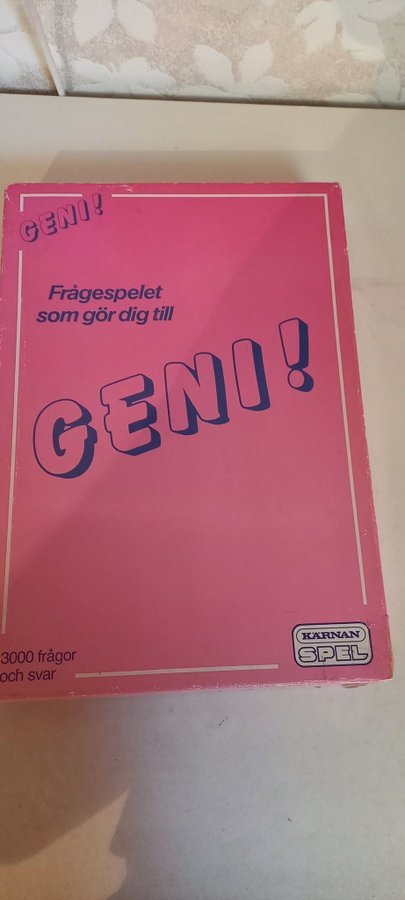 GENI!
Frågespelet
som gör dig till
GENI!
3000 frågor
och svar
KÄRNAN
SPEL